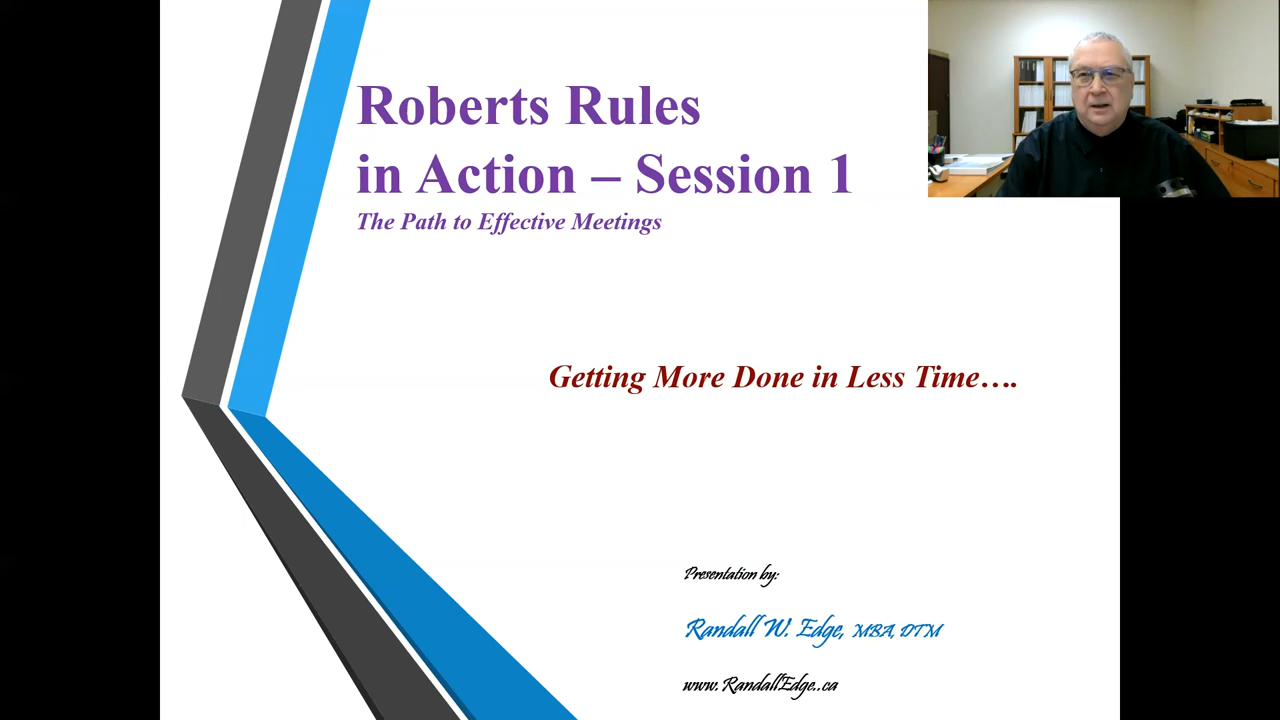 Roberts Rules
in Action – Session 1
The Path to Effective Meetings
Getting More Done in Less Time….
Presentation by:
Randall W. Edge, MBA, DTM
www.RandallEdge..ca